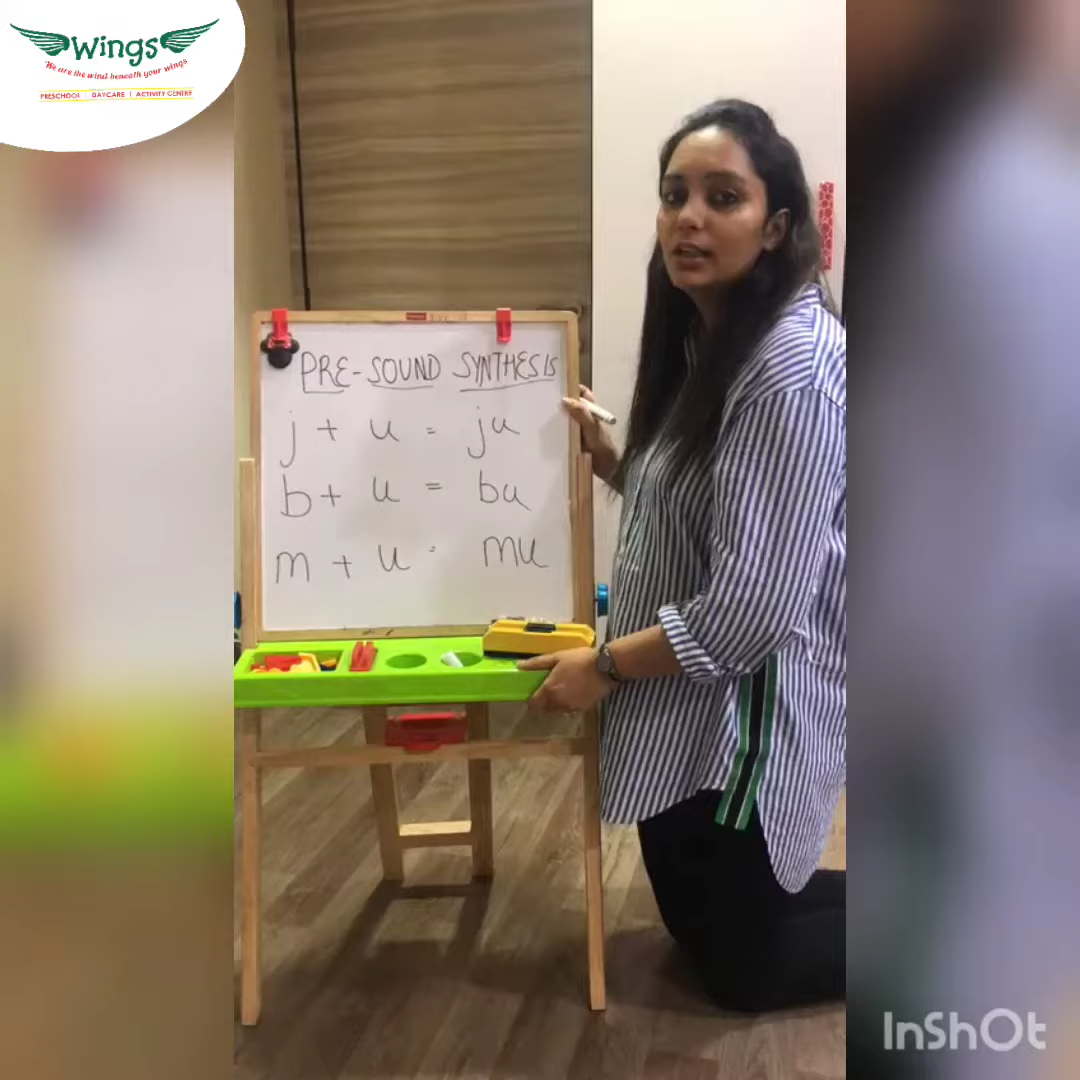 Wings
We are the wind beneath your wings
PRESCHOOL | DAYCARE | ACTIVITY CENTRE
PRE-SOUND SYNTHESIS
j + u = ju
b + u = bu
m + u = mu
InShOt